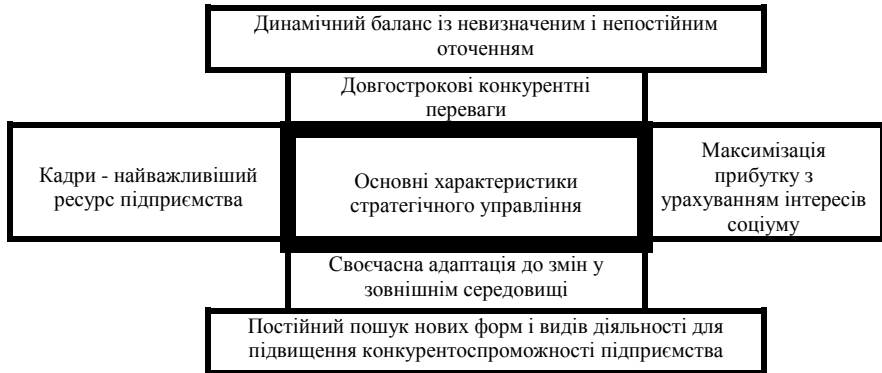 Динамічний баланс із невизначеним і непостійним
оточенням
Довгострокові конкурентні
переваги
Кадри - найважливіший
ресурс підприємства
Основні характеристики
стратегічного управління
Максимізація
прибутку з
урахуванням інтересів
соціуму
Своєчасна адаптація до змін у
зовнішнім середовищі
Постійний пошук нових форм і видів діяльності для
підвищення конкурентоспроможності підприємства